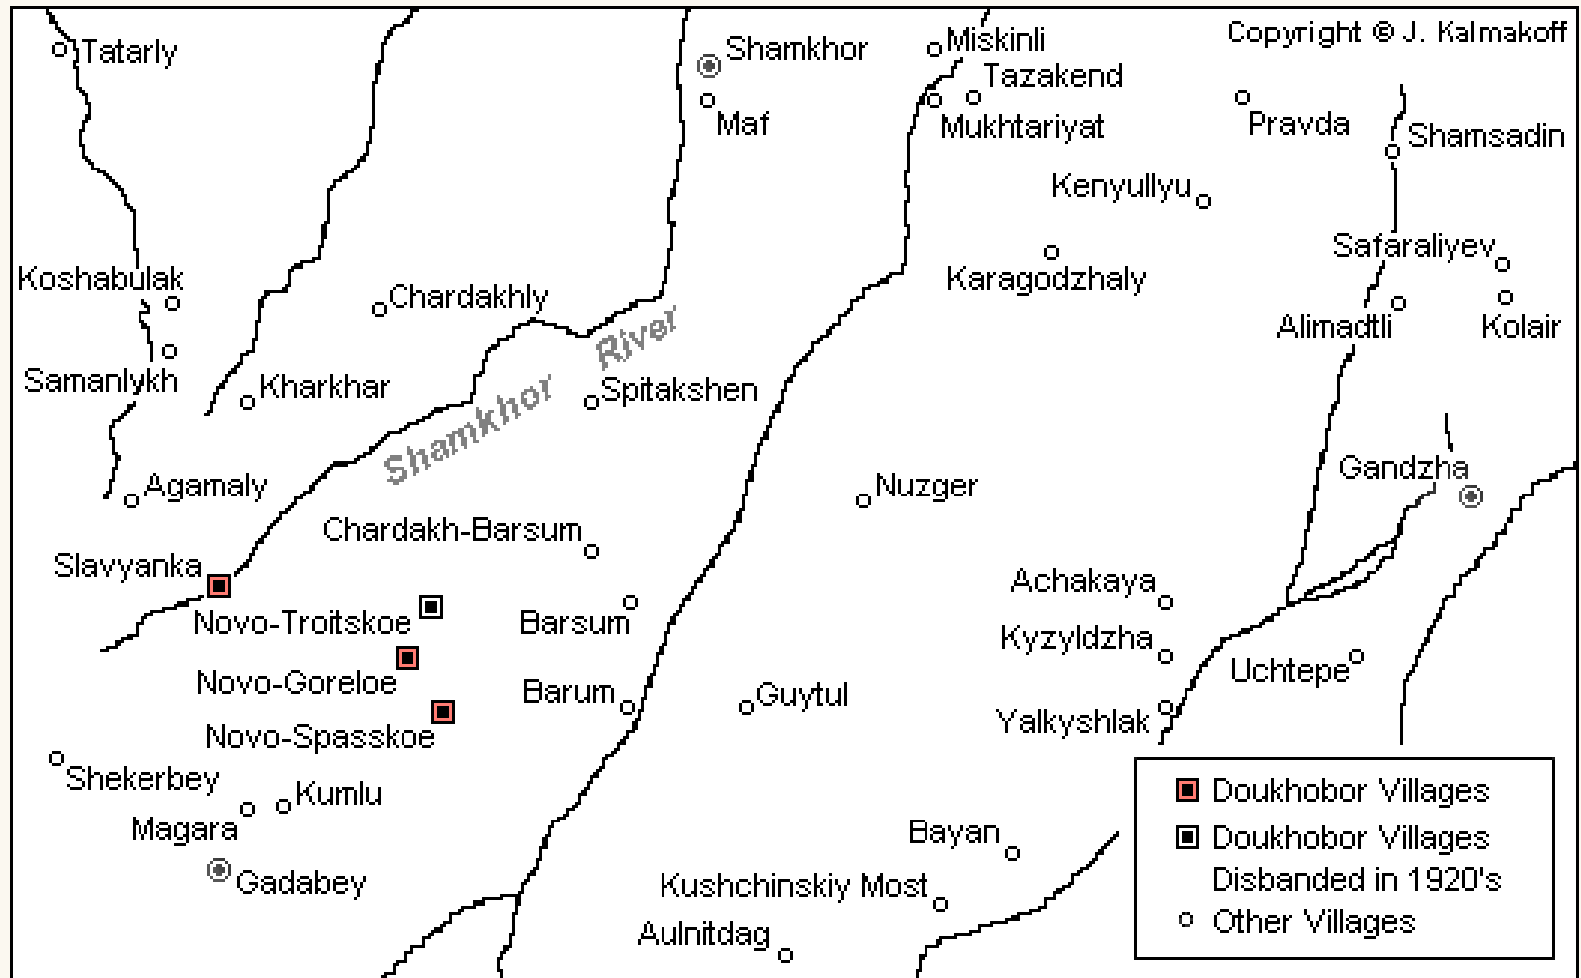 Copyright © J. Kalmakoff
Tatarly
Shamkhor
Miskinli
Tazakend
Maf
Mukhtariyat
Pravda
Shamsadin
Kenyullyu
Safaraliyev
Koshabulak
Chardakhly
Karagodzhaly
Alimadtli
Kolair
Samanlykh
Kharkhar
Shamkhor River
Spitakshen
Gandzha
Agamaly
Nuzger
Chardakh-Barsum
Slavyanka
Achakaya
Novo-Troitskoe
Barsum
Kyzyldzha
Uchtepe
Novo-Goreloe
Barum
Guytul
Yalkyshlak
Novo-Spasskoe
Shekerbey
Kumlu
Magara
Bayan
Gadabey
Kushchinskiy Most
Aulnitdag
Doukhobor Villages
Doukhobor Villages
Disbanded in 1920's
Other Villages